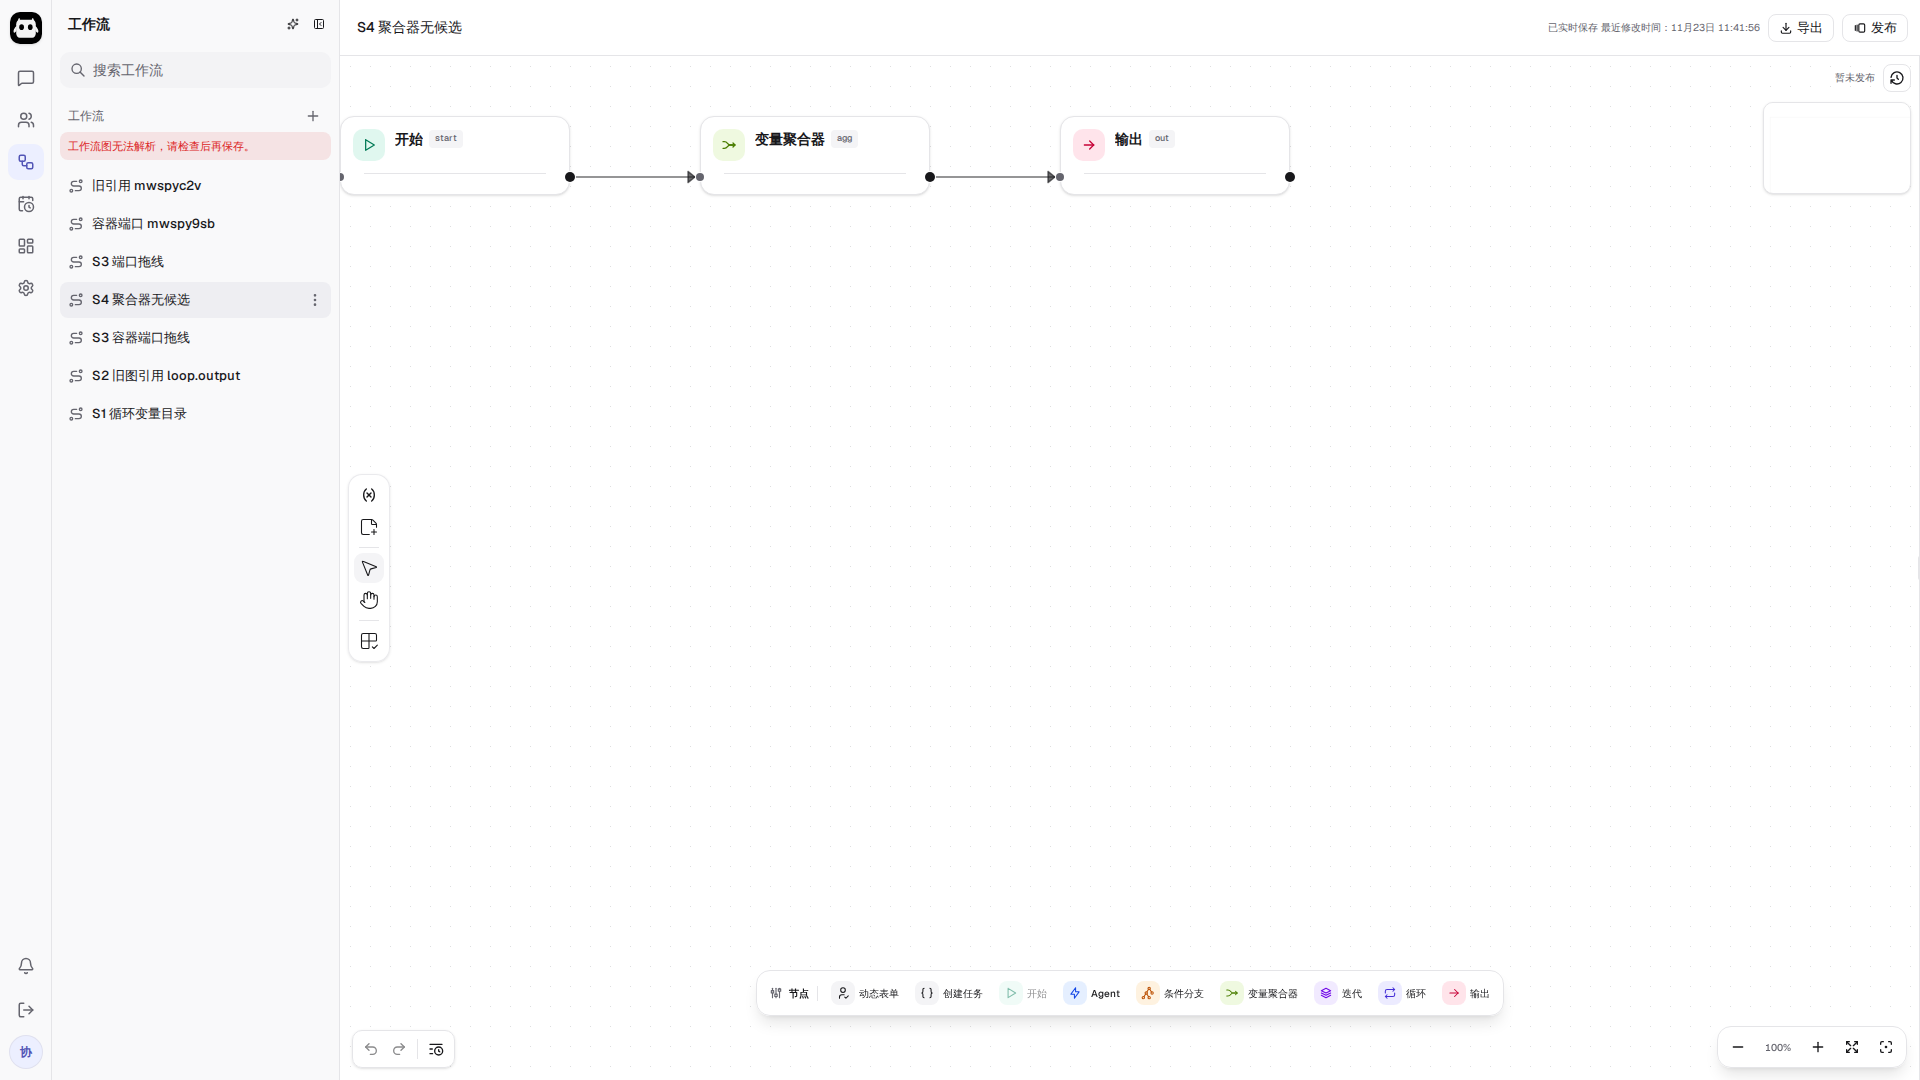 工作流
搜索工作流
工作流
工作流图无法解析，请检查后再保存。
旧引用 mwspyc2v
容器端口 mwspy9sb
S3 端口拖线
S4 聚合器无候选
S3 容器端口拖线
S2 旧图引用 loop.output
S1 循环变量目录
协
S4 聚合器无候选
已实时保存 最近修改时间：11月23日 11:41:56
导出
发布
暂未发布
开始 start
变量聚合器 agg
输出 out
节点 动态表单 创建任务 开始 Agent 条件分支 变量聚合器 迭代 循环 输出
100%